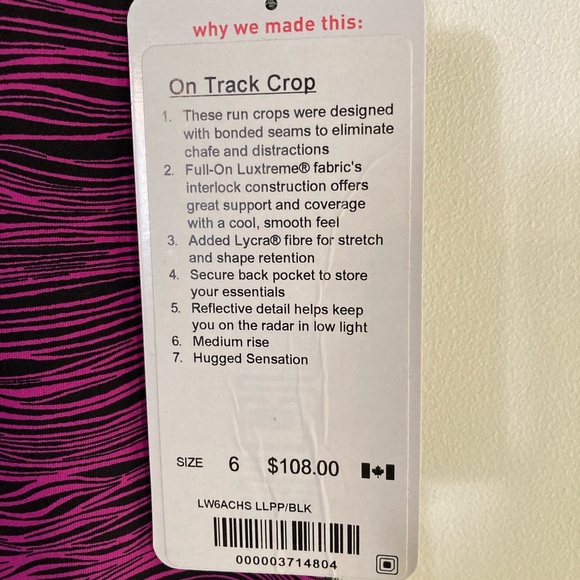 why we made this:
On Track Crop
1. These run crops were designed
with bonded seams to eliminate
chafe and distractions
2. Full-On Luxtreme® fabric's
interlock construction offers
great support and coverage
with a cool, smooth feel
3. Added Lycra® fibre for stretch
and shape retention
4. Secure back pocket to store
your essentials
5. Reflective detail helps keep
you on the radar in low light
6. Medium rise
7. Hugged Sensation
SIZE 6 $108.00
LW6ACHS LLPP/BLK
000003714804